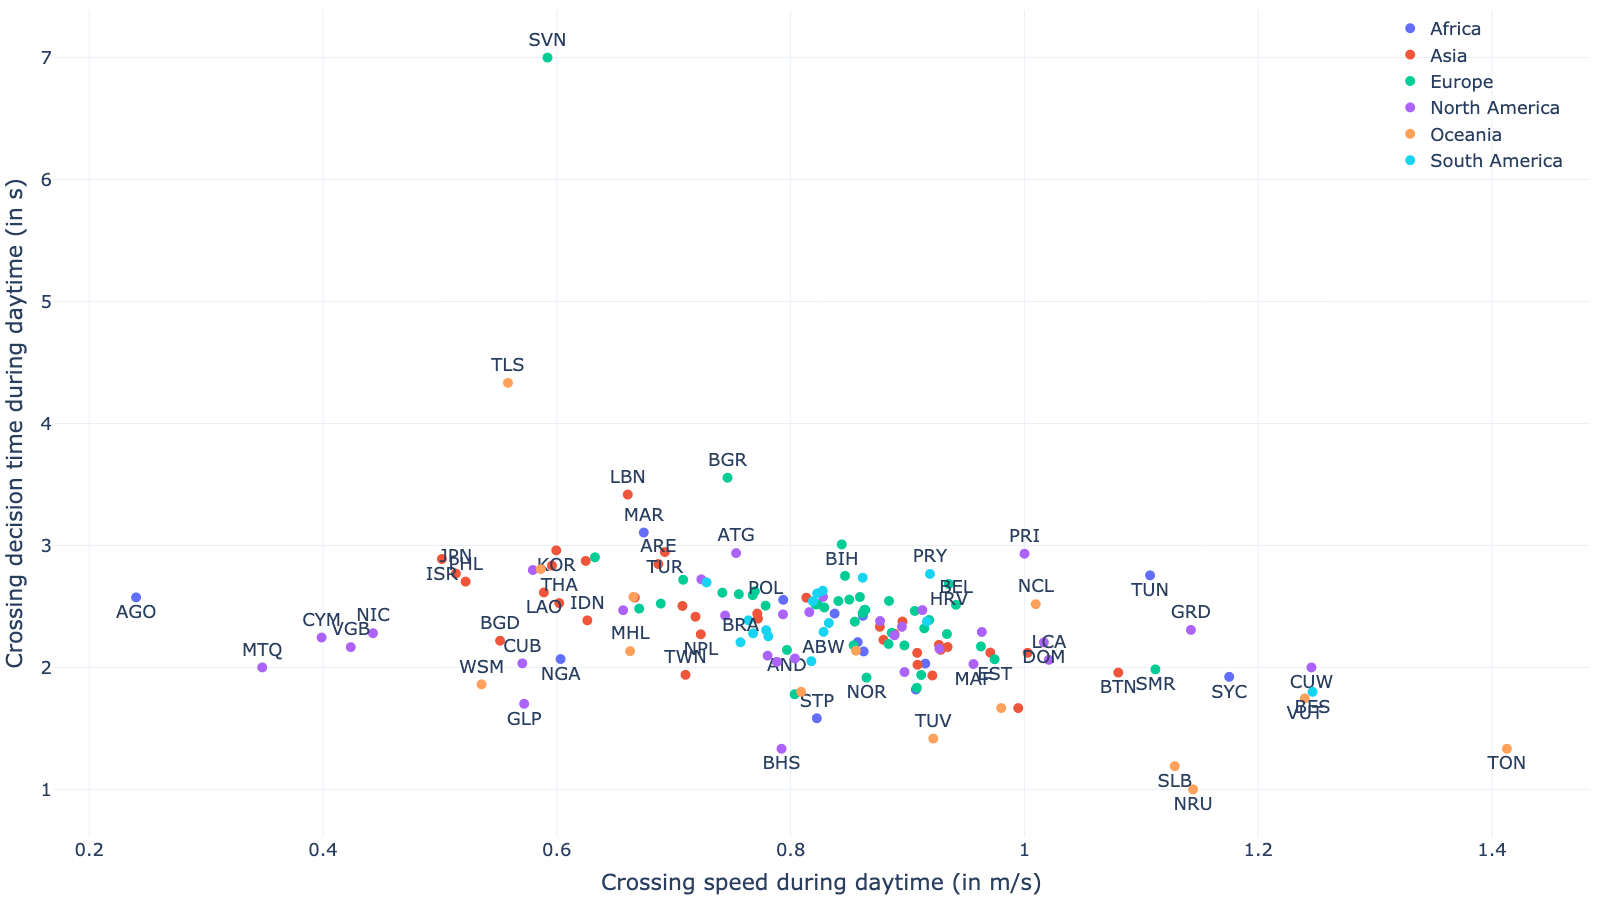 Africa
Asia
Europe
North America
Oceania
South America
Crossing decision time during daytime (in s)
7
6
5
4
3
2
1
SVN
TLS
BGR
LBN
MAR
ARE
ATG
TUR
KOR
JPN
PHL
ISR
THA
LAO
IDN
POL
BIH
PRY
BEL
HRV
PRI
NCL
TUN
GRD
AGO
MTQ
CYM
VGB
NIC
BGD
CUB
WSM
NGA
GLP
MHL
TWN
NPL
BRA
AND
ABW
STP
NOR
BHS
TUV
MAF
EST
LCA
DOM
BTN
SMR
SYC
CUW
BES
VUT
SLB
NRU
TON
0.2
0.4
0.6
0.8
1
1.2
1.4
Crossing speed during daytime (in m/s)